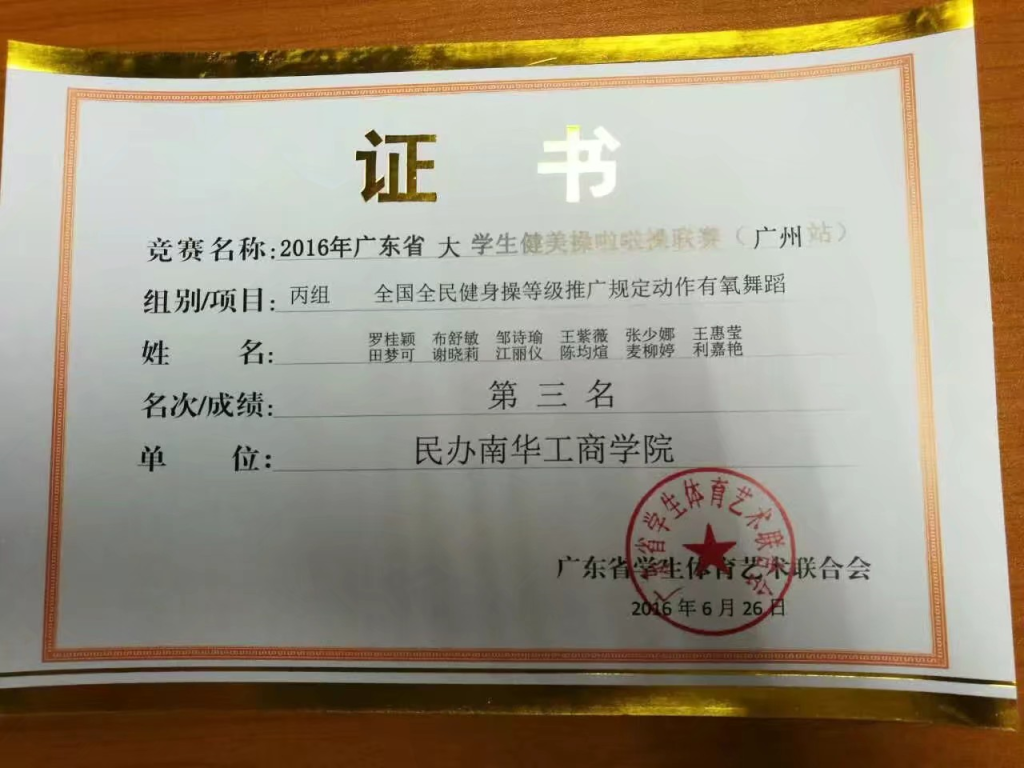 证 书
竞赛名称:2016年广东省 大 学生健美操啦啦操联赛（广州站）
组别/项目:丙组 全国全民健身操等级推广规定动作有氧舞蹈
姓 名: 罗桂颖 布舒敏 邹诗瑜 王紫薇 张少娜 王惠莹
田梦可 谢晓莉 江丽仪 陈均煊 麦柳婷 利嘉艳
名次/成绩: 第 三 名
单 位: 民办南华工商学院
广东省学生体育艺术联合会
广东省学生体育艺术联合会
2016 年 6 月 26 日